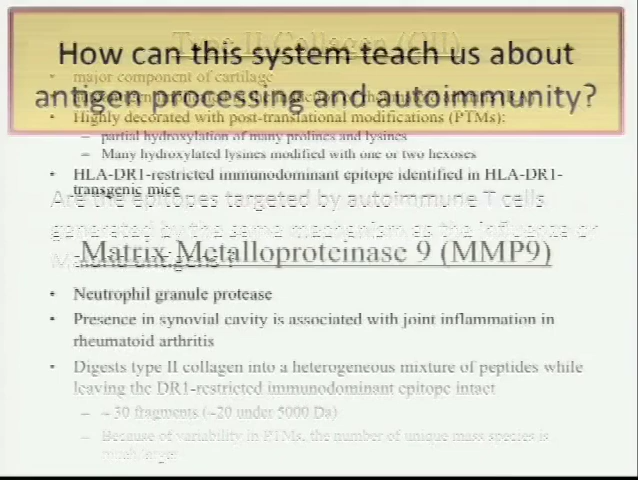 How can this system teach us about
antigen processing and autoimmunity?
Type II Collagen (CII)
• major component of cartilage
• Highly decorated with post-translational modifications (PTMs):
– partial hydroxylation of many prolines and lysines
– Many hydroxylated lysines modified with one or two hexoses
• HLA-DR1-restricted immunodominant epitope identified in HLA-DR1-
transgenic mice
Are the epitopes targeted by autoimmune T cells
generated by the same mechanism as the influenza or
Malaria antigens ?
Matrix Metalloproteinase 9 (MMP9)
• Neutrophil granule protease
• Presence in synovial cavity is associated with joint inflammation in
rheumatoid arthritis
• Digests type II collagen into a heterogeneous mixture of peptides while
leaving the DR1-restricted immunodominant epitope intact
– ~ 30 fragments (~20 under 5000 Da)
– Because of variability in PTMs, the number of unique mass species is
much larger